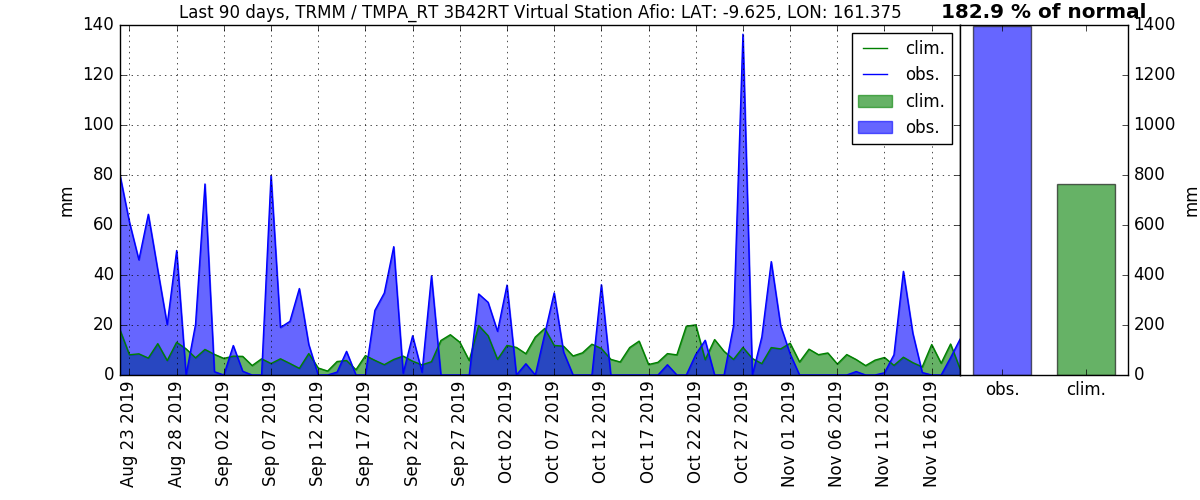 Last 90 days, TRMM / TMPA_RT 3B42RT Virtual Station Afio: LAT: -9.625, LON: 161.375
182.9 % of normal
mm
140
120
100
80
60
40
20
0
clim.
obs.
clim.
obs.
1400
1200
1000
800
600
400
200
0
mm
Aug 23 2019
Aug 28 2019
Sep 02 2019
Sep 07 2019
Sep 12 2019
Sep 17 2019
Sep 22 2019
Sep 27 2019
Oct 02 2019
Oct 07 2019
Oct 12 2019
Oct 17 2019
Oct 22 2019
Oct 27 2019
Nov 01 2019
Nov 06 2019
Nov 11 2019
Nov 16 2019
obs.
clim.